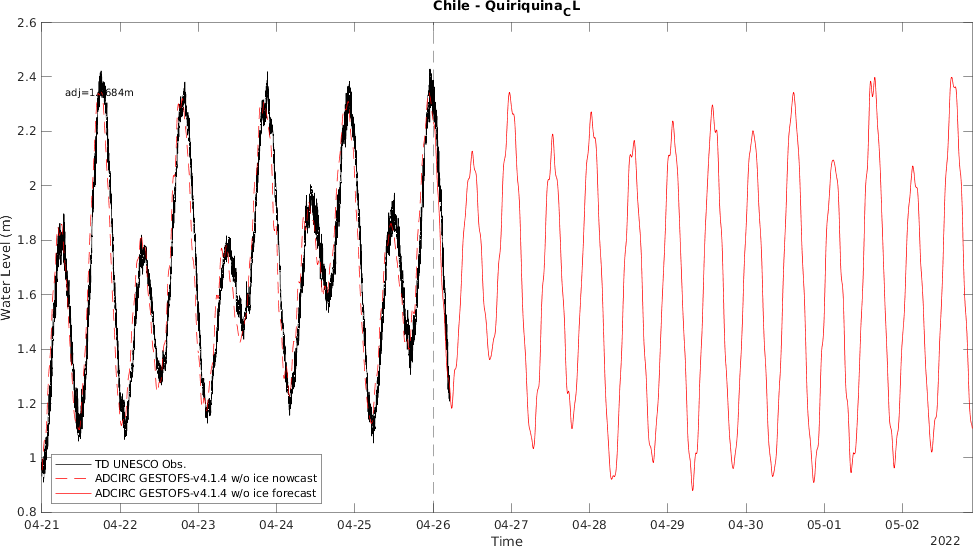 Chile - Quiriquina_CL
2.6
2.4
adj=1.684m
2.2
2
1.8
Water Level (m)
1.6
1.4
1.2
1
0.8
TD UNESCO Obs.
ADCIRC GESTOFS-v4.1.4 w/o ice nowcast
ADCIRC GESTOFS-v4.1.4 w/o ice forecast
04-21 04-22 04-23 04-24 04-25 04-26 04-27 04-28 04-29 04-30 05-01 05-02
Time
2022